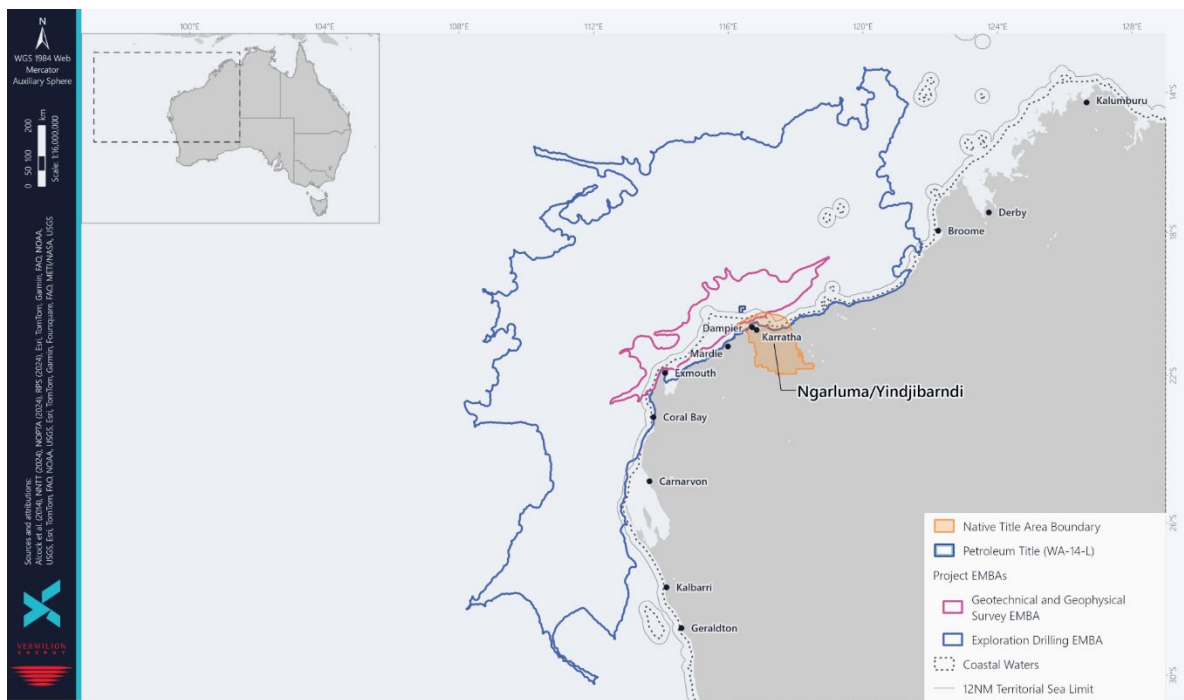 N
WGS 1984 Web
Mercator
Auxiliary Sphere
0 50 100 200
km
Scale: 1:16,000,000
Sources and attributions:
Alcock et al. (2014), NNTT (2024), NOPTA (2024), RPS (2024), Esri, TomTom, Garmin, FAO, NOAA,
USGS, Esri, TomTom, FAO, NOAA, USGS, Esri, TomTom, Garmin, Foursquare, FAO, METI/NASA, USGS
VERMILION
ENERGY
100°E
104°E
108°E
112°E
116°E
120°E
124°E
128°E
14°S
18°S
22°S
26°S
30°S
Kalumburu
Derby
Broome
Dampier
Karratha
Mardie
Exmouth
Ngarluma/Yindjibarndi
Coral Bay
Carnarvon
Kalbarri
Geraldton
Native Title Area Boundary
Petroleum Title (WA-14-L)
Project EMBAs
Geotechnical and Geophysical
Survey EMBA
Exploration Drilling EMBA
Coastal Waters
12NM Territorial Sea Limit